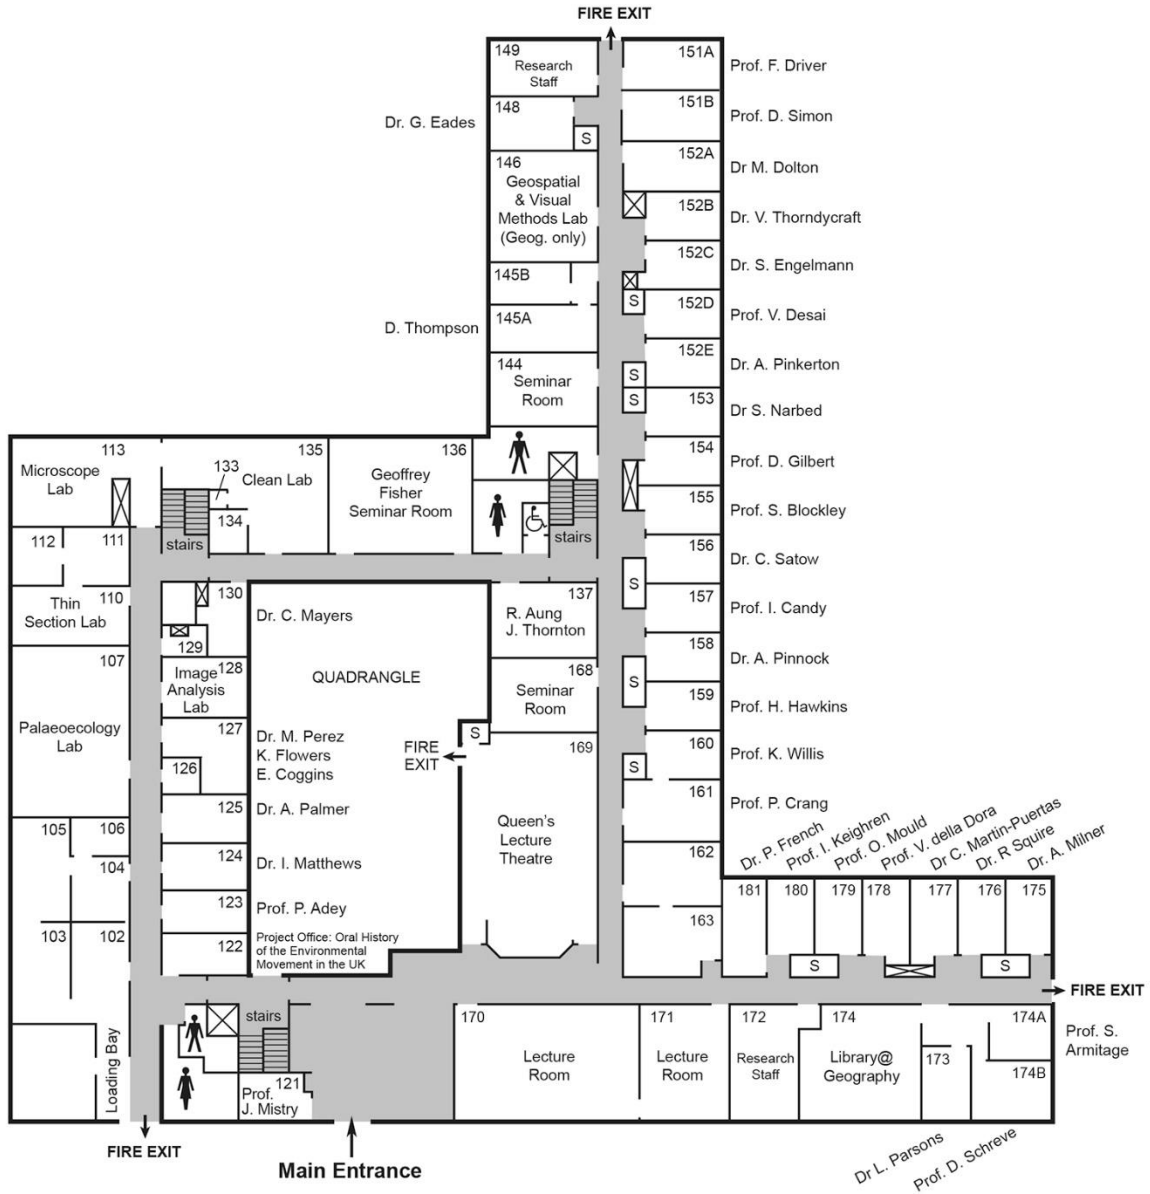 FIRE EXIT
149
Research
Staff
151A
Prof. F. Driver
148
Dr. G. Eades
S
151B
Prof. D. Simon
146
Geospatial
& Visual
Methods Lab
(Geog. only)
152A
Dr M. Dolton
152B
Dr. V. Thorndycraft
152C
Dr. S. Engelmann
145B
S
152D
Prof. V. Desai
145A
D. Thompson
152E
Dr. A. Pinkerton
S
144
Seminar
Room
S
153
Dr S. Narbed
154
Prof. D. Gilbert
155
Prof. S. Blockley
113
Microscope
Lab
133
135
Clean Lab
134
stairs
136
Geoffrey
Fisher
Seminar Room
stairs
156
Dr. C. Satow
112
111
S
157
Prof. I. Candy
110
Thin
Section Lab
130
Dr. C. Mayers
129
137
R. Aung
J. Thornton
158
Dr. A. Pinnock
107
Palaeoecology
Lab
128
Image
Analysis
Lab
QUADRANGLE
168
Seminar
Room
S
159
Prof. H. Hawkins
127
Dr. M. Perez
K. Flowers
E. Coggins
126
S
FIRE
EXIT
169
Queen's
Lecture
Theatre
160
Prof. K. Willis
S
161
Prof. P. Crang
125
Dr. A. Palmer
105
106
104
124
Dr. I. Matthews
162
123
Prof. P. Adey
103
102
122
Project Office: Oral History
of the Environmental
Movement in the UK
163
Dr. P. French
Prof. I. Keighren
Prof. O. Mould
Prof. V. della Dora
Dr C. Martin-Puertas
Dr. R Squire
Dr. A. Milner
181
180
179
178
177
176
175
S
S
FIRE EXIT
Loading Bay
stairs
121
Prof.
J. Mistry
170
Lecture
Room
171
Lecture
Room
172
Research
Staff
174
Library@
Geography
173
174A
Prof. S.
Armitage
174B
Dr L. Parsons
Prof. D. Schreve
FIRE EXIT
Main Entrance